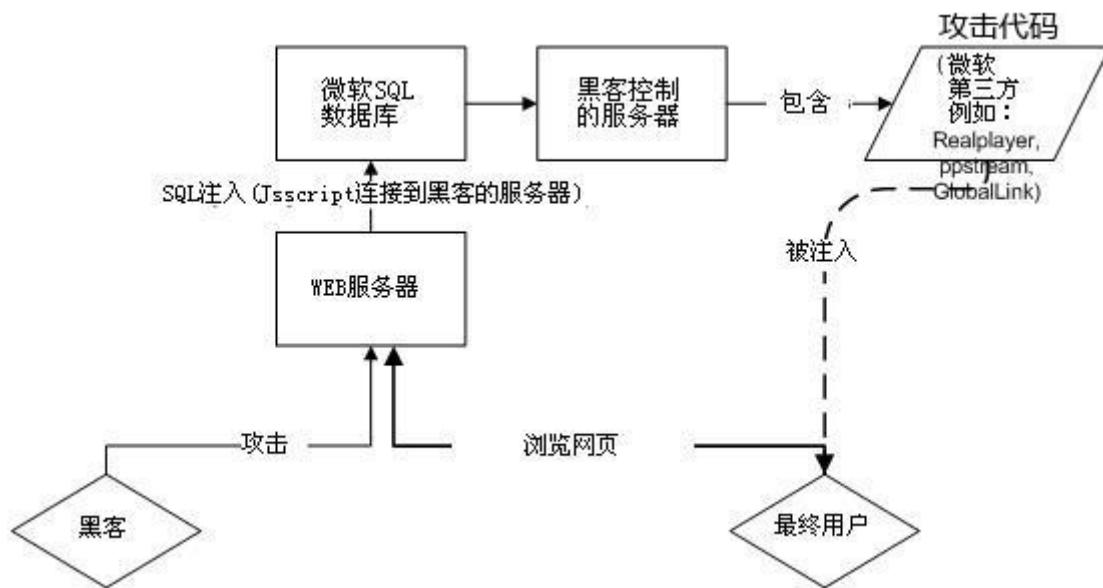 攻击代码
微软SQL
数据库
黑客控制
的服务器
包含
(微软
第三方
例如：
Realplayer,
ppstream,
GlobalLink)
SQL注入(Jsscript连接到黑客的服务器)
被注入
WEB服务器
攻击
浏览网页
黑客
最终用户